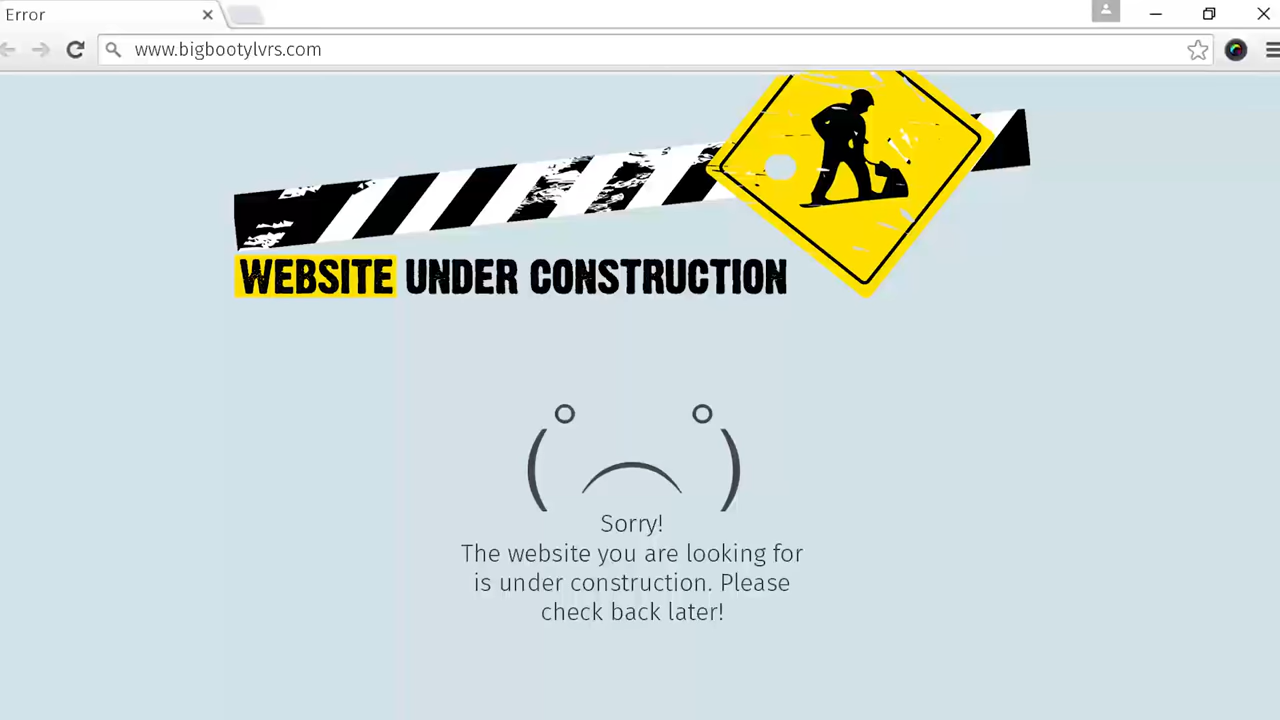 Error
www.bigbootylvrs.com
WEBSITE UNDER CONSTRUCTION
Sorry!
The website you are looking for
is under construction. Please
check back later!